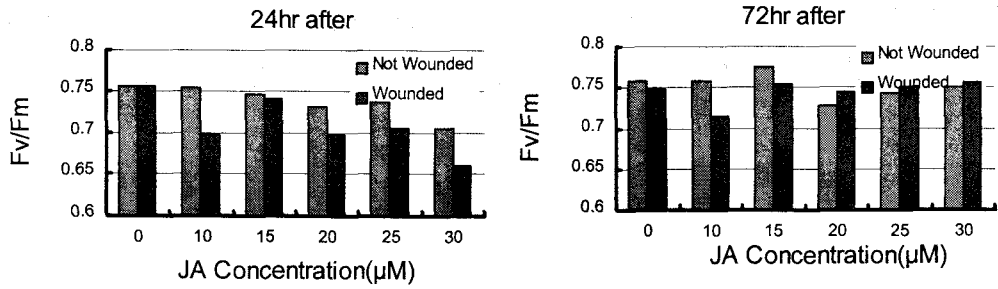 24hr after
0.8
0.75
0.7
0.65
0.6
Fv/Fm
Not Wounded
Wounded
0 10 15 20 25 30
JA Concentration(μM)
72hr after
0.8
0.75
0.7
0.65
0.6
Fv/Fm
Not Wounded
Wounded
0 10 15 20 25 30
JA Concentration(μM)